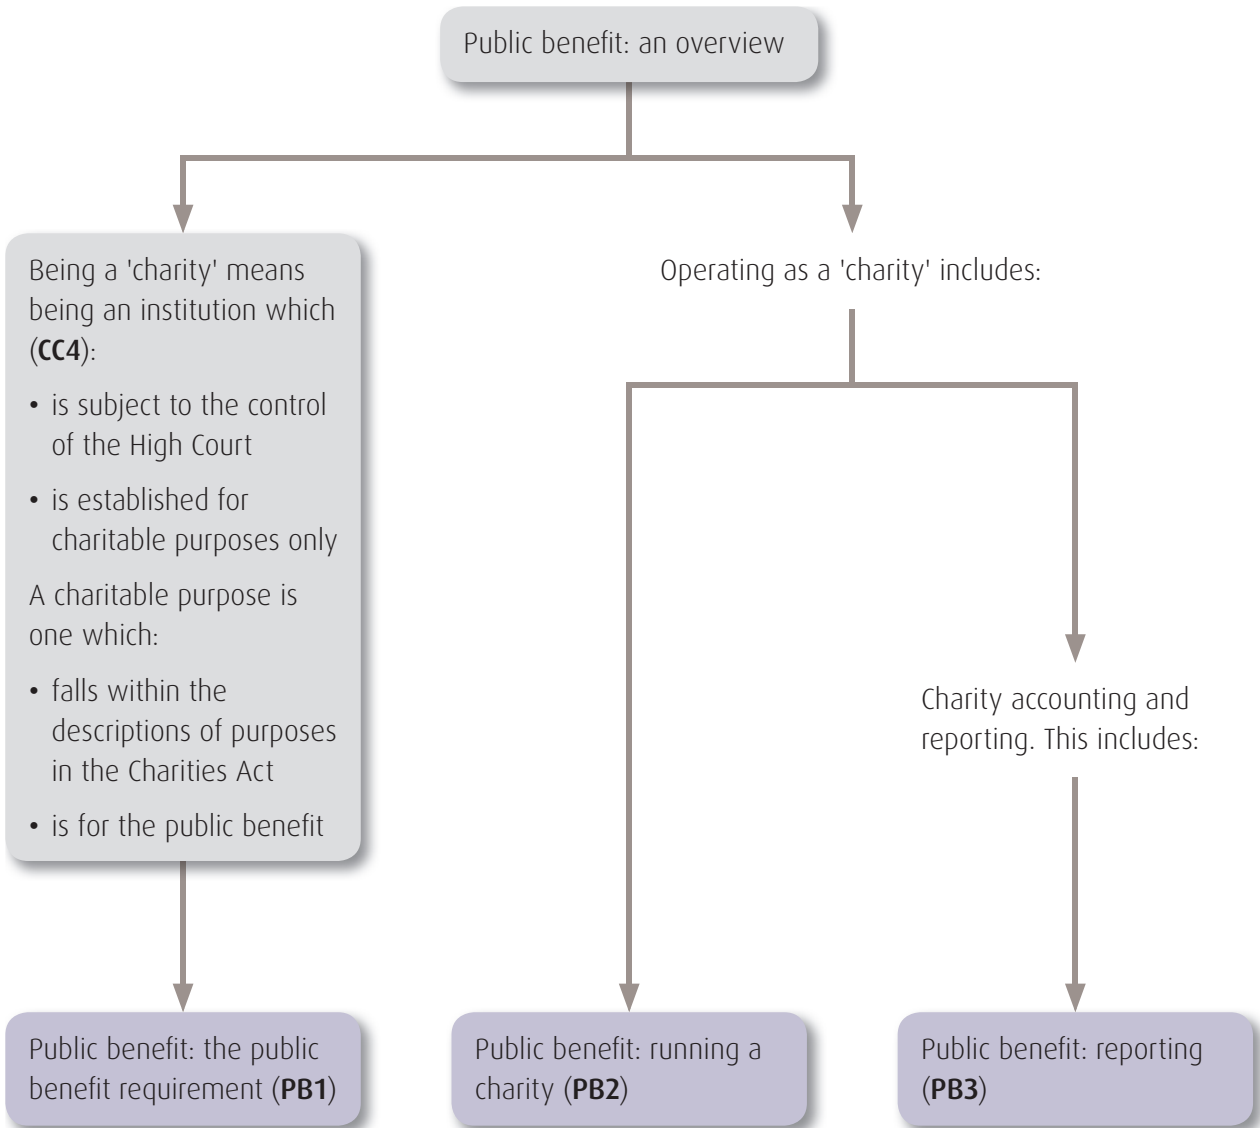 Public benefit: an overview
Being a 'charity' means
being an institution which
(CC4):
• is subject to the control
of the High Court
• is established for
charitable purposes only
A charitable purpose is
one which:
• falls within the
descriptions of purposes
in the Charities Act
• is for the public benefit
Operating as a 'charity' includes:
Charity accounting and
reporting. This includes:
Public benefit: the public
benefit requirement (PB1)
Public benefit: running a
charity (PB2)
Public benefit: reporting
(PB3)